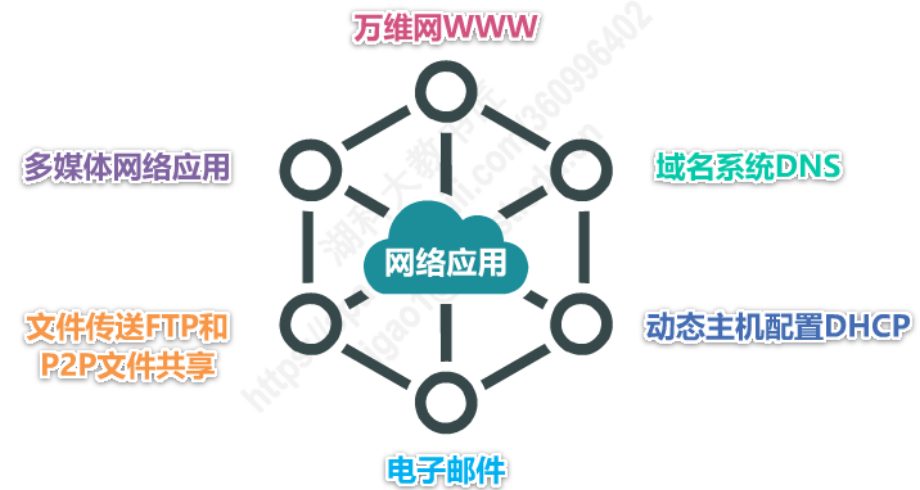 万维网WWW
多媒体网络应用
域名系统DNS
网络应用
文件传送FTP和
P2P文件共享
动态主机配置DHCP
电子邮件